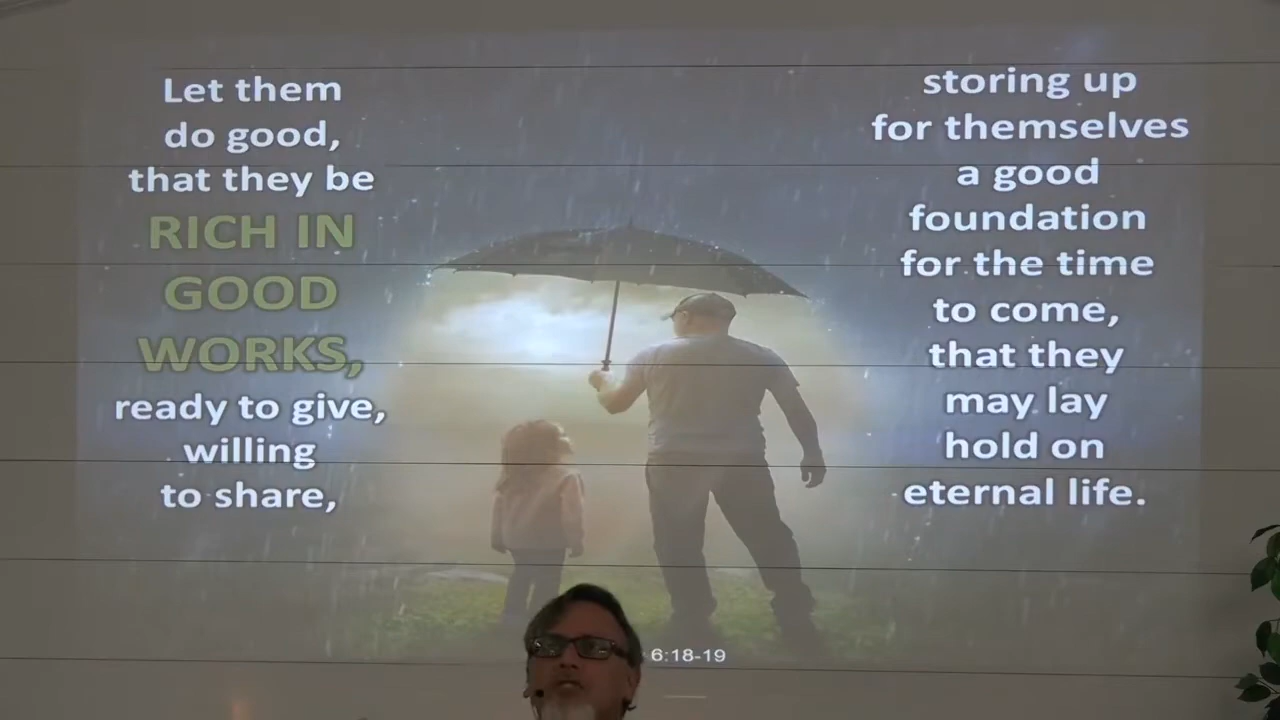 Let them
do good,
that they be
RICH IN
GOOD
WORKS,
ready to give,
willing
to share,
storing up
for themselves
a good
foundation
for the time
to come,
that they
may lay
hold on
eternal life.
6:18-19